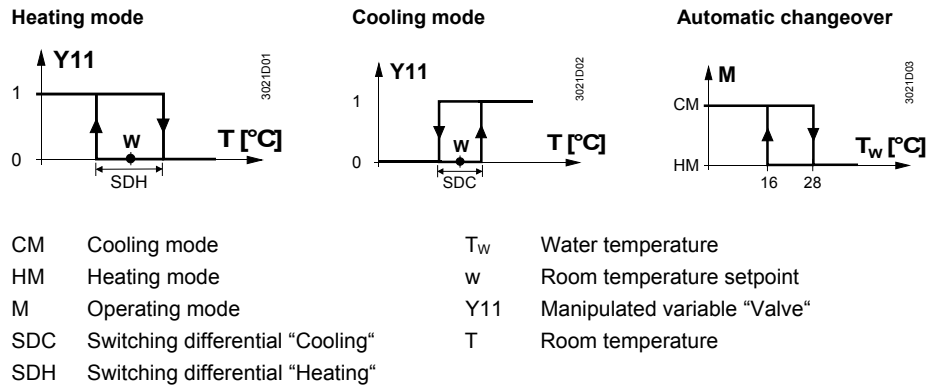 Heating mode Cooling mode Automatic changeover
Y11 3021D01 Y11 3021D02 M 3021D03
1 1 CM
w T [°C] w T [°C] TW [°C]
0 0 HM
SDH SDC 16 28
CM Cooling mode TW Water temperature
HM Heating mode w Room temperature setpoint
M Operating mode Y11 Manipulated variable "Valve“
SDC Switching differential "Cooling“ T Room temperature
SDH Switching differential "Heating“